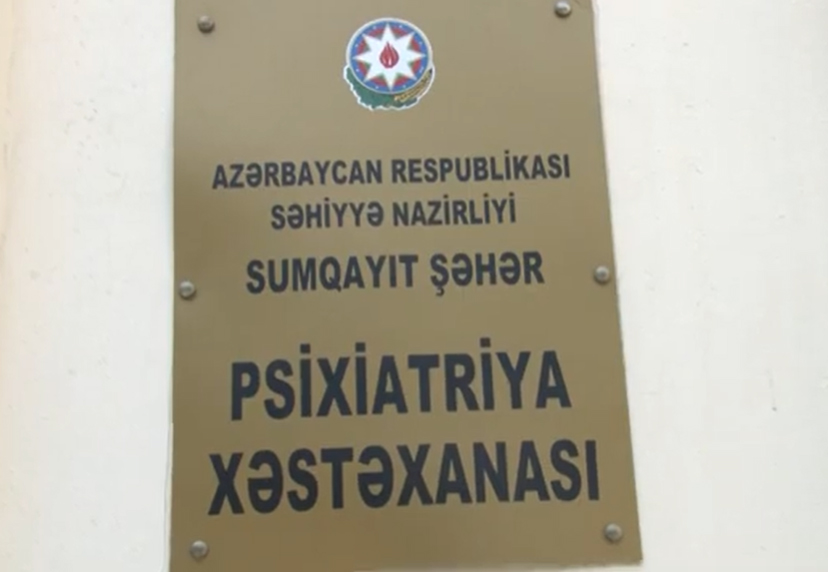 AZƏRBAYCAN RESPUBLİKASI
SƏHİYYƏ NAZİRLİYİ
SUMQAYIT ŞƏHƏR
PSİXİATRİYA
XƏSTƏXANASI